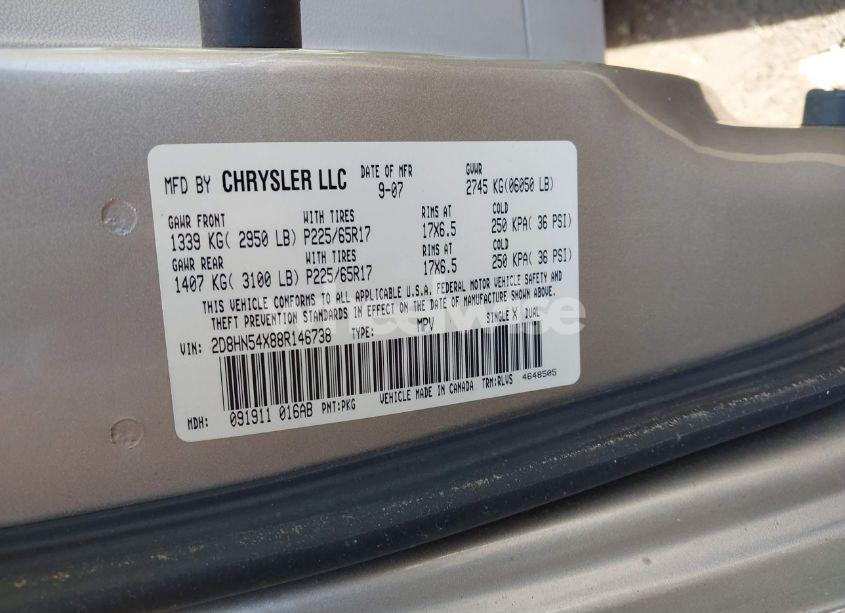 MFD BY CHRYSLER LLC DATE OF MFR 9-07 GVWR 2745 KG(06050 LB)
GAWR FRONT WITH TIRES RIMS AT COLD
1339 KG( 2950 LB) P225/65R17 17X6.5 250 KPA( 36 PSI)
GAWR REAR WITH TIRES RIMS AT COLD
1407 KG( 3100 LB) P225/65R17 17X6.5 250 KPA( 36 PSI)
THIS VEHICLE CONFORMS TO ALL APPLICABLE U.S.A. FEDERAL MOTOR VEHICLE SAFETY AND
THEFT PREVENTION STANDARDS IN EFFECT ON THE DATE OF MANUFACTURE SHOWN ABOVE.
VIN: 2D8HN54X88R146738 TYPE: MPV SINGLE X DUAL
MDH: 091911 016AB PNT:PKG VEHICLE MADE IN CANADA TRM:RLVS 4648505